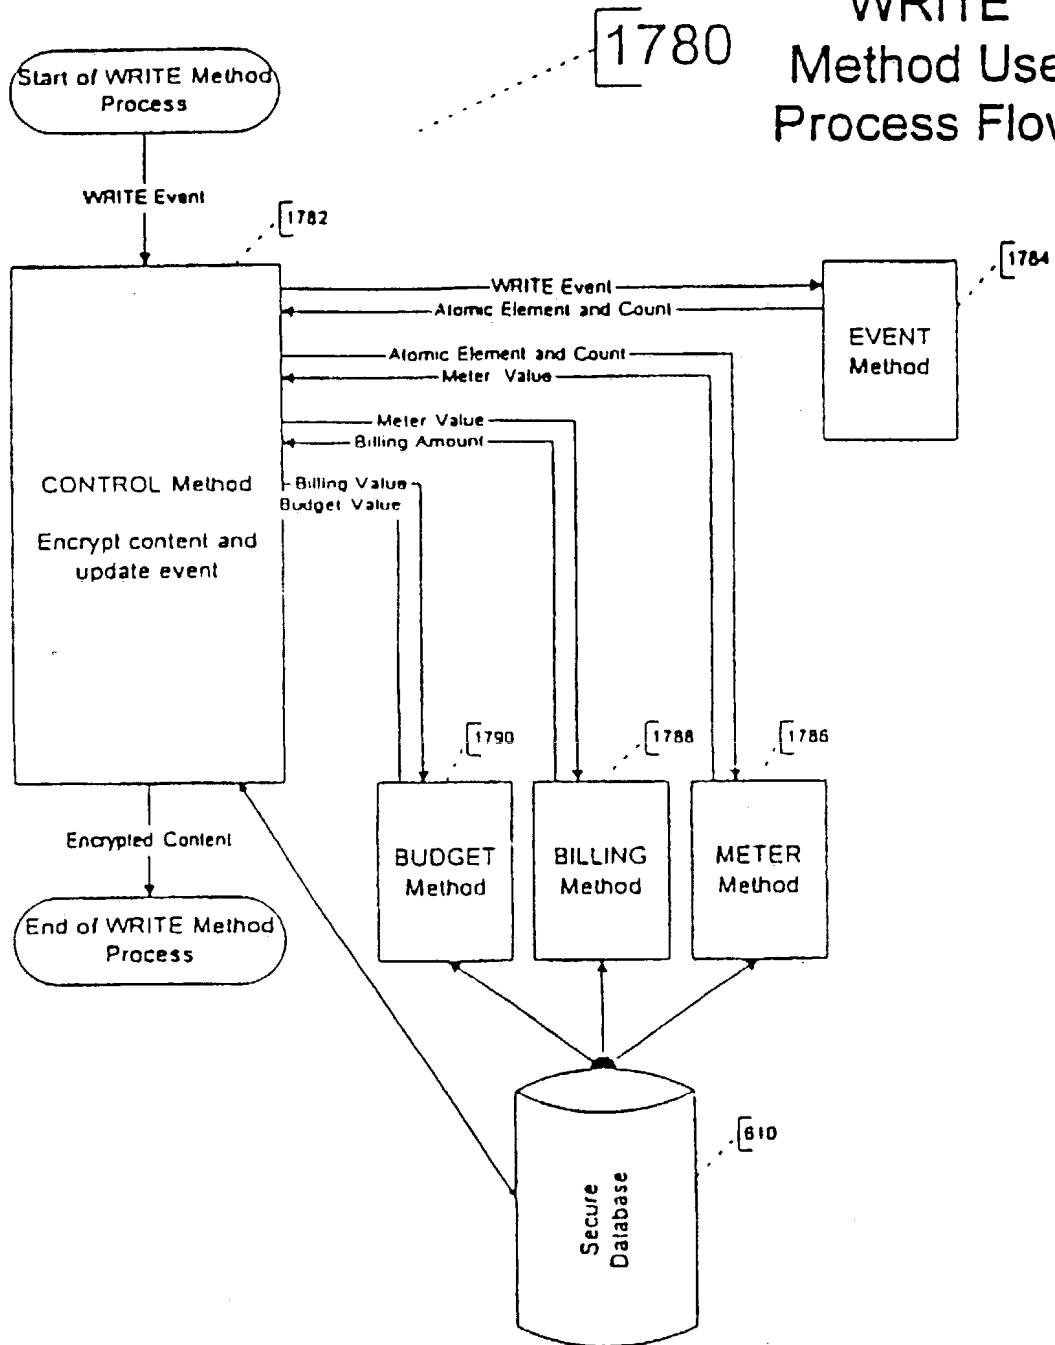 WRITE
Method Use
Process Flow
1780
Start of WRITE Method
Process
WRITE Event
1782
1784
WRITE Event
Atomic Element and Count
EVENT
Method
Atomic Element and Count
Meter Value
Meter Value
Billing Amount
CONTROL Method
Billing Value
Budget Value
Encrypt content and
update event
1790
1788
1786
Encrypted Content
BUDGET
Method
BILLING
Method
METER
Method
End of WRITE Method
Process
610
Secure
Database